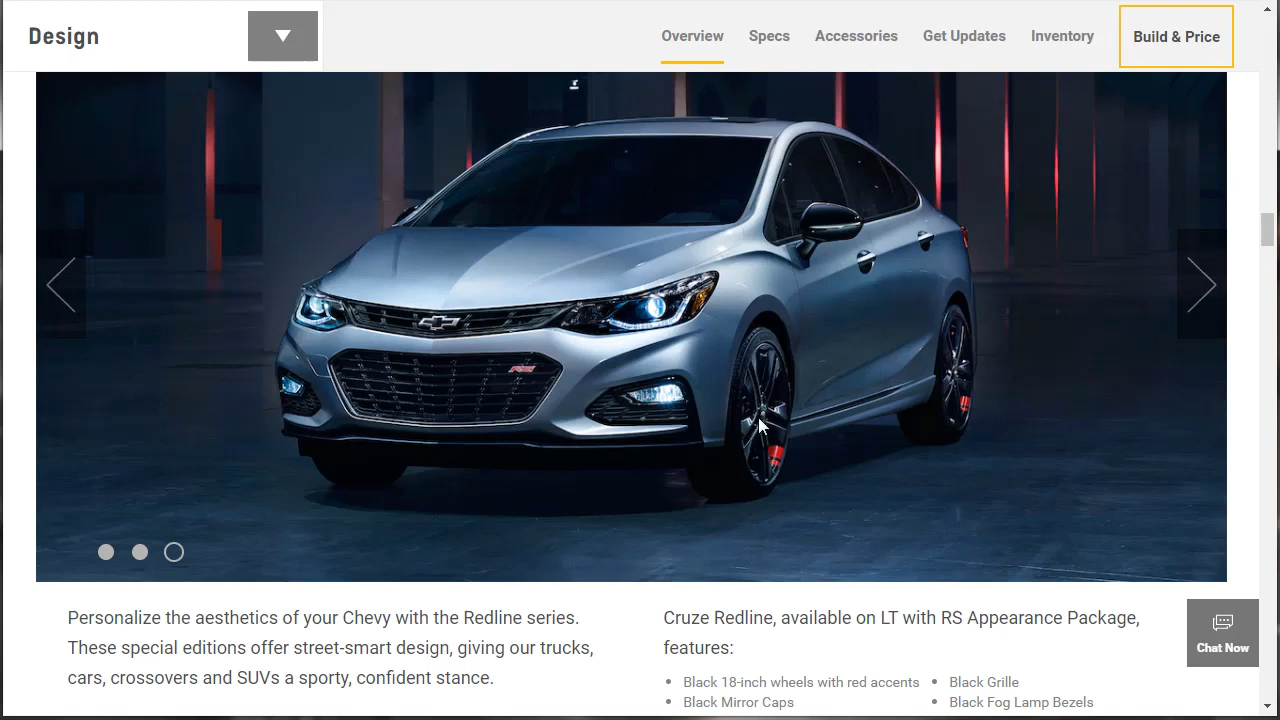 Design
Overview
Specs
Accessories
Get Updates
Inventory
Build & Price
RS
Personalize the aesthetics of your Chevy with the Redline series.
These special editions offer street-smart design, giving our trucks,
cars, crossovers and SUVs a sporty, confident stance.
Cruze Redline, available on LT with RS Appearance Package,
features:
Black 18-inch wheels with red accents
Black Mirror Caps
Black Grille
Black Fog Lamp Bezels
Chat Now